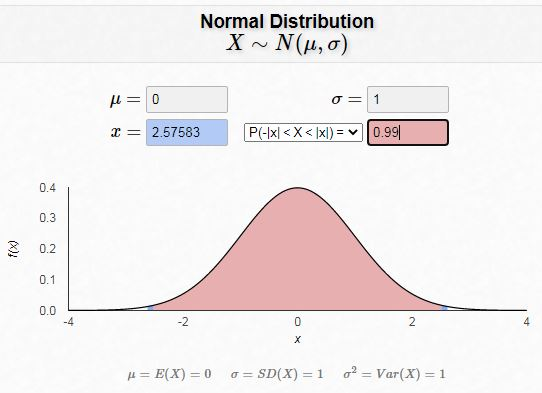 Normal Distribution
X ∼ N(μ, σ)
μ = 0 σ = 1
x = 2.57583 P(-|x| < X < |x|) = 0.99
0.4
0.3
0.2
0.1
0.0
f(x)
-4 -2 0 2 4
x
μ = E(X) = 0 σ = SD(X) = 1 σ² = Var(X) = 1